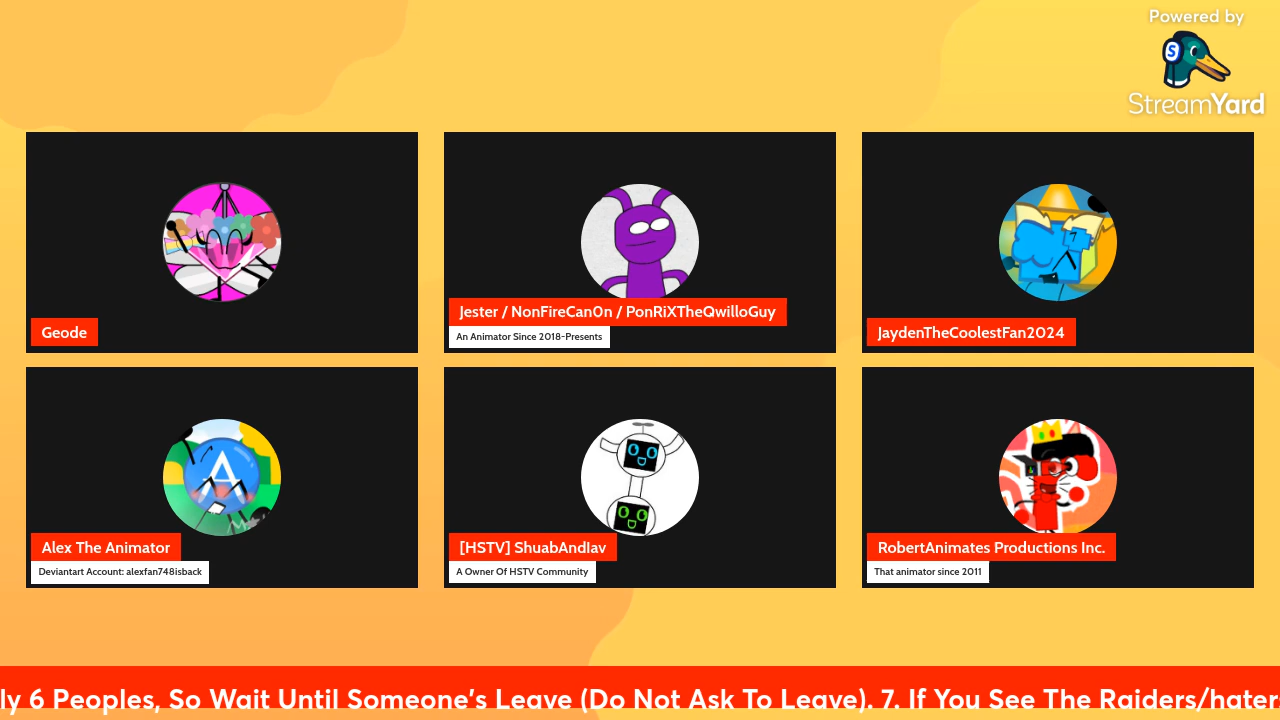 Powered by
StreamYard
Geode
Jester / NonFireCan0n / PonRiXTheQwilloGuy
An Animator Since 2018-Presents
JaydenTheCoolestFan2024
Alex The Animator
Deviantart Account: alexfan748isback
[HSTV] ShuabAndIav
A Owner Of HSTV Community
RobertAnimates Productions Inc.
That animator since 2011
ly 6 Peoples, So Wait Until Someone's Leave (Do Not Ask To Leave). 7. If You See The Raiders/hater